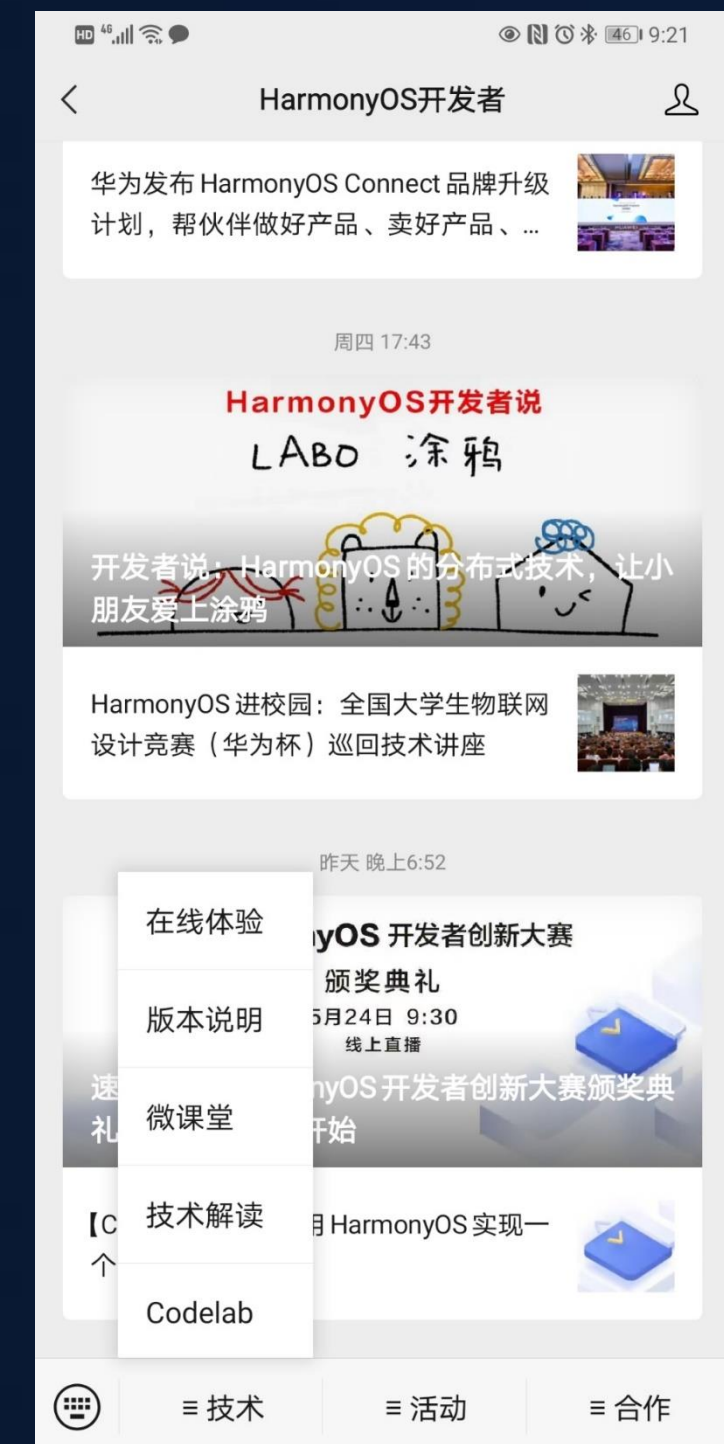 HD 46 46 9:21
HarmonyOS开发者
华为发布 HarmonyOS Connect 品牌升级
计划，帮伙伴做好产品、卖好产品、...
周四 17:43
HarmonyOS开发者说
LABO 涂鸦
开发者说：HarmonyOS 的分布式技术，让小
朋友爱上涂鸦
HarmonyOS 进校园：全国大学生物联网
设计竞赛（华为杯）巡回技术讲座
昨天 晚上6:52
yOS 开发者创新大赛
颁奖典礼
5月24日 9:30
线上直播
速 nyOS 开发者创新大赛颁奖典
礼 开始
【C 用 HarmonyOS 实现一
个
在线体验
版本说明
微课堂
技术解读
Codelab
≡ 技术
≡ 活动
≡ 合作